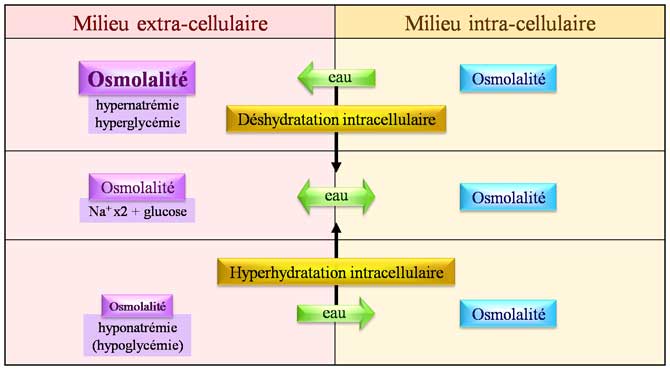 Milieu extra-cellulaire
Milieu intra-cellulaire
Osmolalité
hypernatrémie
hyperglycémie
eau
Osmolalité
Déshydratation intracellulaire
Osmolalité
Na⁺ x2 + glucose
eau
Osmolalité
Hyperhydratation intracellulaire
Osmolalité
hyponatrémie
(hypoglycémie)
eau
Osmolalité